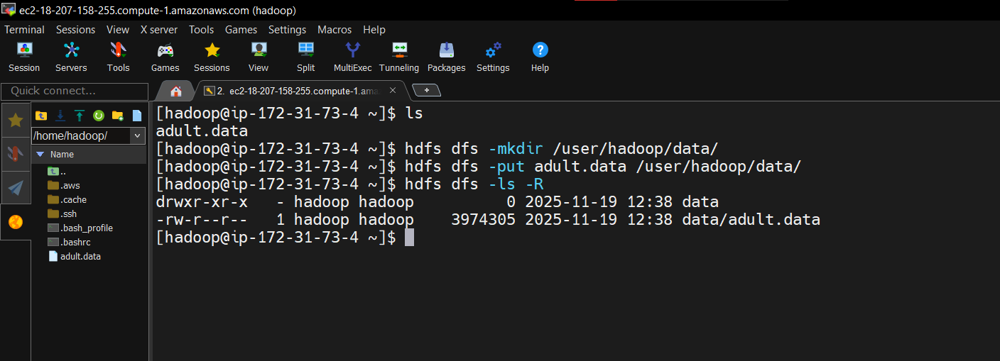 ec2-18-207-158-255.compute-1.amazonaws.com (hadoop)
Terminal Sessions View X server Tools Games Settings Macros Help
Session Servers Tools Games Sessions View Split MultiExec Tunneling Packages Settings Help
Quick connect...
2. ec2-18-207-158-255.compute-1.ama
/home/hadoop/
Name
..
.aws
.cache
.ssh
.bash_profile
.bashrc
adult.data
[hadoop@ip-172-31-73-4 ~]$ ls
adult.data
[hadoop@ip-172-31-73-4 ~]$ hdfs dfs -mkdir /user/hadoop/data/
[hadoop@ip-172-31-73-4 ~]$ hdfs dfs -put adult.data /user/hadoop/data/
[hadoop@ip-172-31-73-4 ~]$ hdfs dfs -ls -R
drwxr-xr-x   - hadoop hadoop          0 2025-11-19 12:38 data
-rw-r--r--   1 hadoop hadoop    3974305 2025-11-19 12:38 data/adult.data
[hadoop@ip-172-31-73-4 ~]$